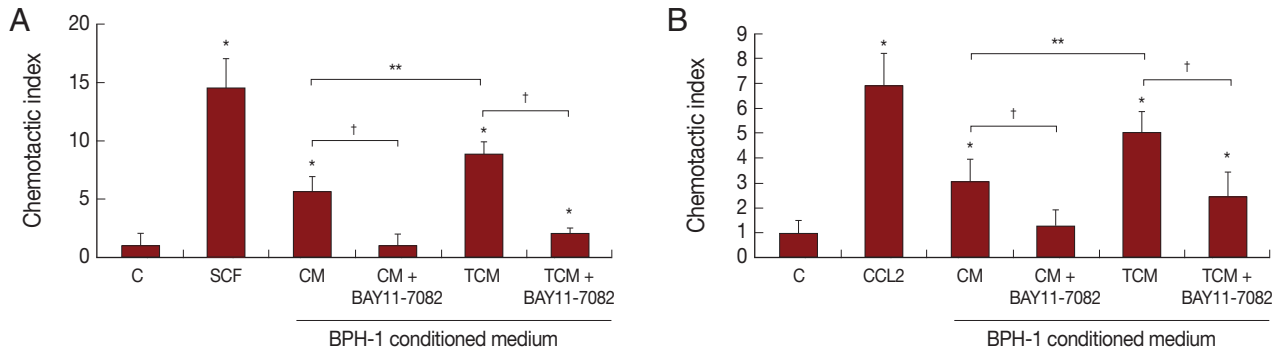 A
Chemotactic index
20
15
10
5
0
*
*
†
**
*
†
*
C
SCF
CM
CM +
BAY11-7082
TCM
TCM +
BAY11-7082
BPH-1 conditioned medium
B
Chemotactic index
9
8
7
6
5
4
3
2
1
0
*
*
†
**
*
†
*
C
CCL2
CM
CM +
BAY11-7082
TCM
TCM +
BAY11-7082
BPH-1 conditioned medium